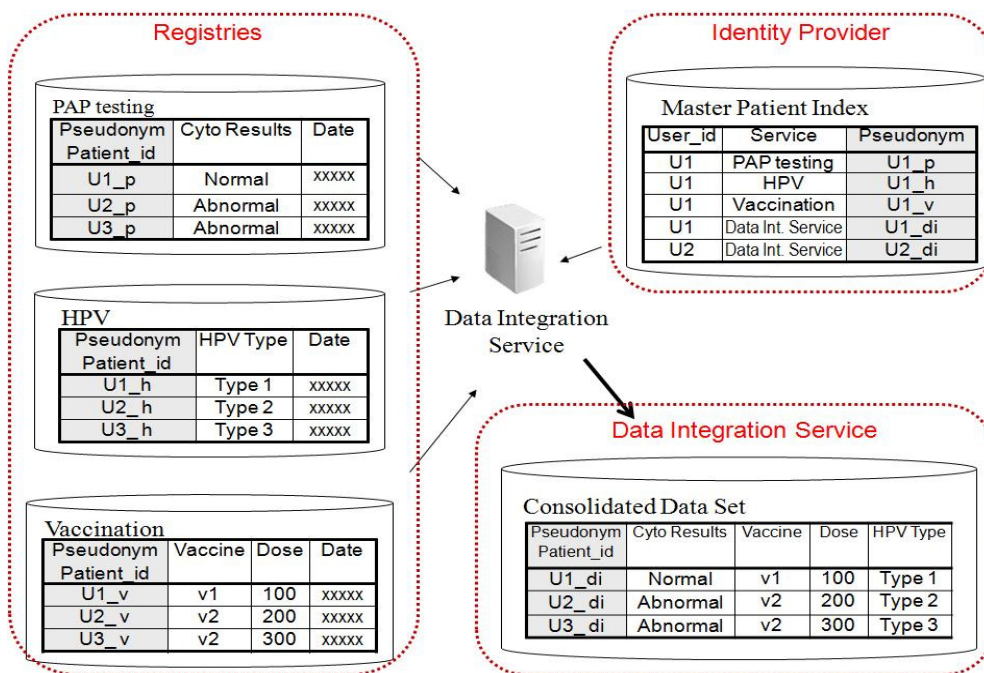 Registries
PAP testing
Pseudonym Patient_id Cyto Results Date
U1_p Normal xxxxx
U2_p Abnormal xxxxx
U3_p Abnormal xxxxx
HPV
Pseudonym Patient_id HPV Type Date
U1_h Type 1 xxxxx
U2_h Type 2 xxxxx
U3_h Type 3 xxxxx
Vaccination
Pseudonym Patient_id Vaccine Dose Date
U1_v v1 100 xxxxx
U2_v v2 200 xxxxx
U3_v v2 300 xxxxx
Data Integration
Service
Identity Provider
Master Patient Index
User_id Service Pseudonym
U1 PAP testing U1_p
U1 HPV U1_h
U1 Vaccination U1_v
U1 Data Int. Service U1_di
U2 Data Int. Service U2_di
Data Integration Service
Consolidated Data Set
Pseudonym Patient_id Cyto Results Vaccine Dose HPV Type
U1_di Normal v1 100 Type 1
U2_di Abnormal v2 200 Type 2
U3_di Abnormal v2 300 Type 3